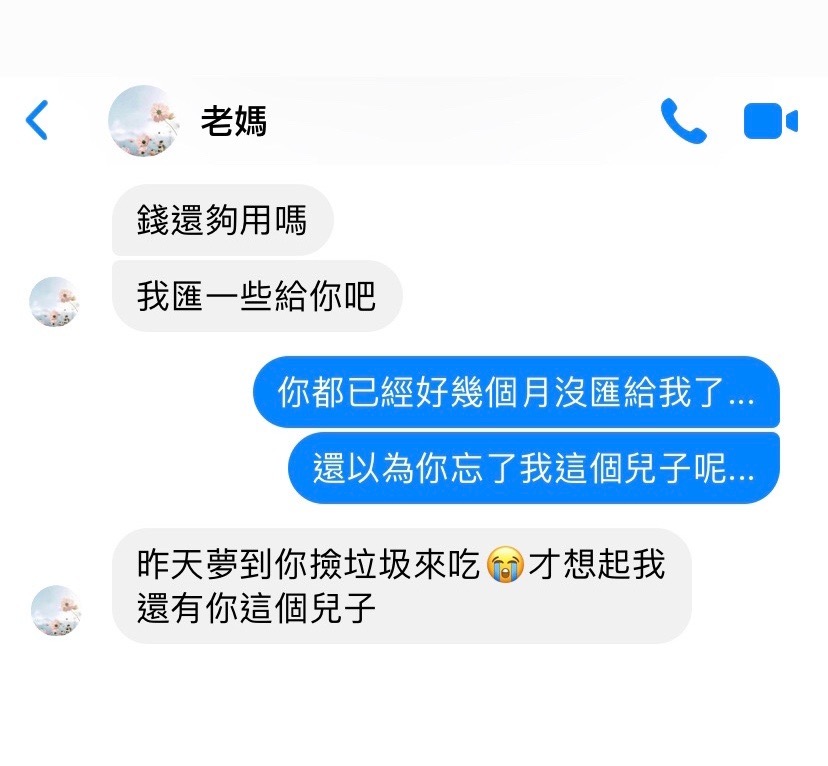 老媽
錢還夠用嗎
我匯一些給你吧
你都已經好幾個月沒匯給我了...
還以為你忘了我這個兒子呢...
昨天夢到你撿垃圾來吃😭才想起我
還有你這個兒子